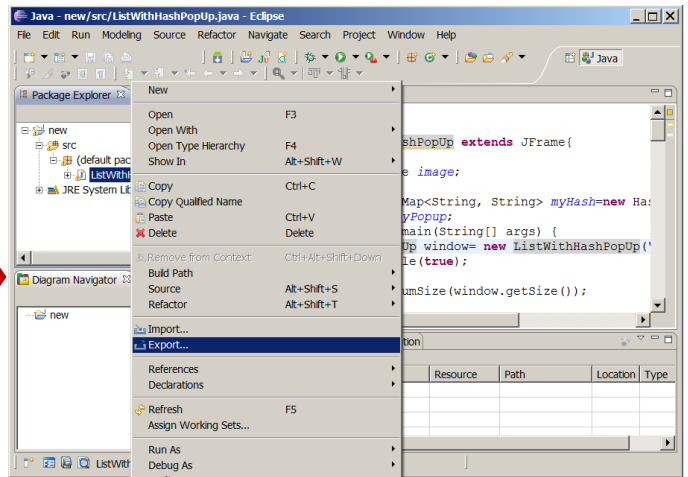 Java - new/src/ListWithHashPopUp.java - Eclipse
File Edit Run Modeling Source Refactor Navigate Search Project Window Help
Java
Package Explorer
new
src
(default pac
ListWithH
JRE System Lib
Diagram Navigator
new
New
Open F3
Open With
Open Type Hierarchy F4
Show In Alt+Shift+W
Copy Ctrl+C
Copy Qualified Name
Paste Ctrl+V
Delete Delete
Remove from Context Ctrl+Alt+Shift+Down
Build Path
Source Alt+Shift+S
Refactor Alt+Shift+T
Import...
Export...
References
Declarations
Refresh F5
Assign Working Sets...
Run As
Debug As
shPopUp extends JFrame{
e image;
Map<String, String> myHash=new Has
yPopup;
main(String[] args) {
Up window= new ListWithHashPopUp("
le(true);
umSize(window.getSize());
tion
Resource Path Location Type
ListWith